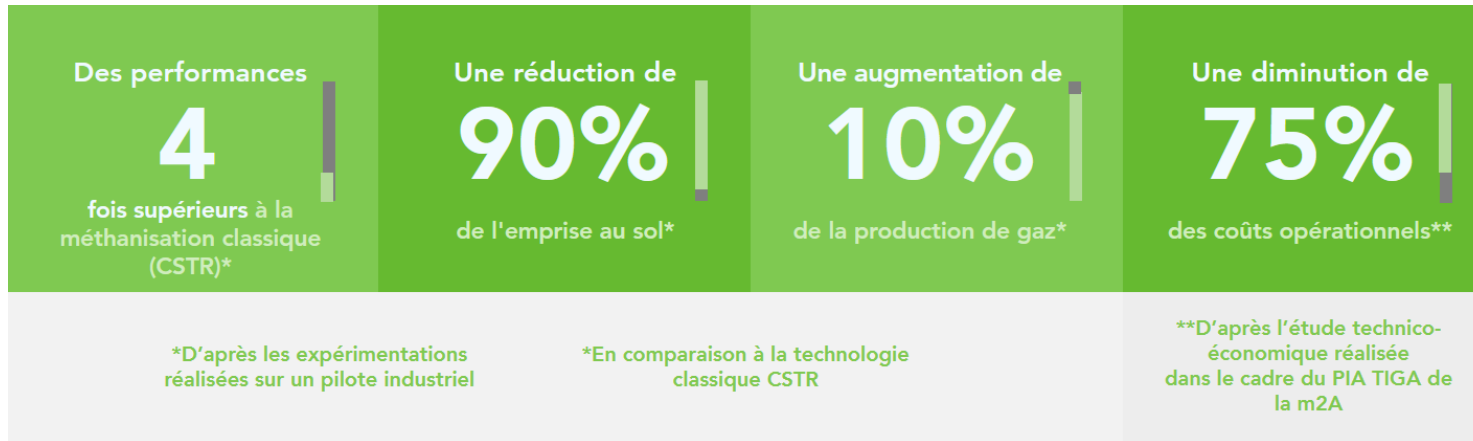 Des performances
4
fois supérieurs à la
méthanisation classique
(CSTR)*
Une réduction de
90%
de l'emprise au sol*
Une augmentation de
10%
de la production de gaz*
Une diminution de
75%
des coûts opérationnels**
*D'après les expérimentations
réalisées sur un pilote industriel
*En comparaison à la technologie
classique CSTR
**D'après l'étude technico-
économique réalisée
dans le cadre du PIA TIGA de
la m2A